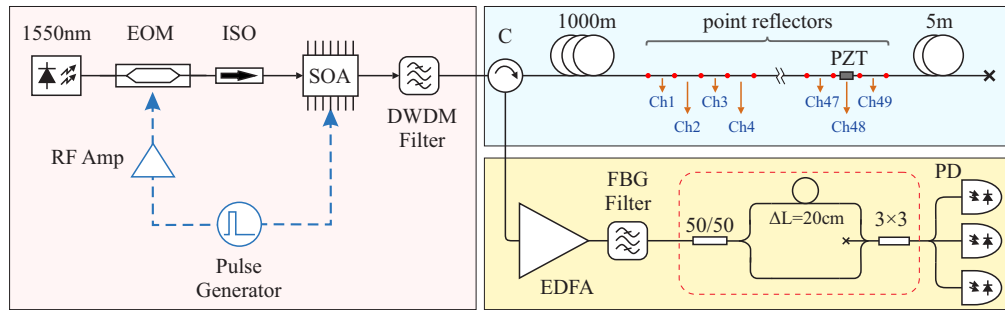 1550nm
EOM
ISO
SOA
DWDM
Filter
RF Amp
Pulse
Generator
C
1000m
point reflectors
PZT
5m
Ch1
Ch2
Ch3
Ch4
Ch47
Ch48
Ch49
EDFA
FBG
Filter
50/50
ΔL=20cm
3×3
PD